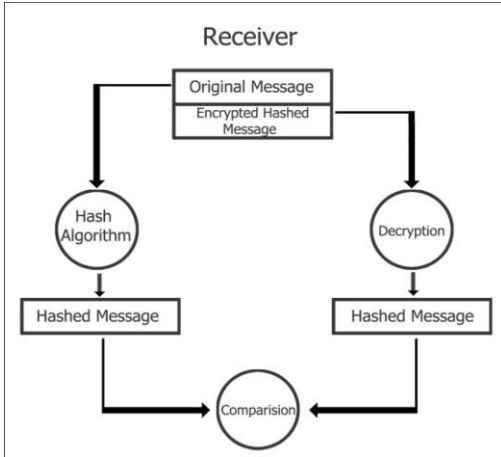 Receiver
Original Message
Encrypted Hashed
Message
Hash
Algorithm
Decryption
Hashed Message
Hashed Message
Comparision